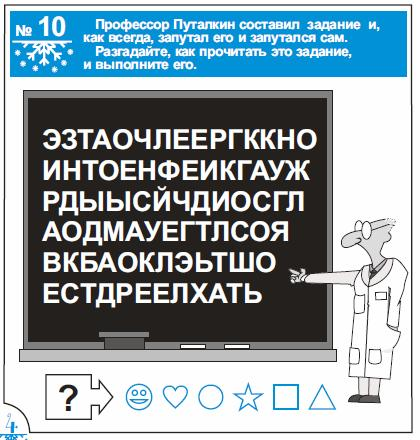 № 10
Профессор Путалкин составил задание и,
как всегда, запутал его и запутался сам.
Разгадайте, как прочитать это задание,
и выполните его.
ЭЗТАОЧЛЕЕРГККНО
ИНТОЕНФЕИКГАУЖ
РДЫЫСЙЧДИОСГЛ
АОДМАУЕГТЛСОЯ
ВКБАОКЛЭЬТШО
ЕСТДРЕЕЛХАТЬ
?